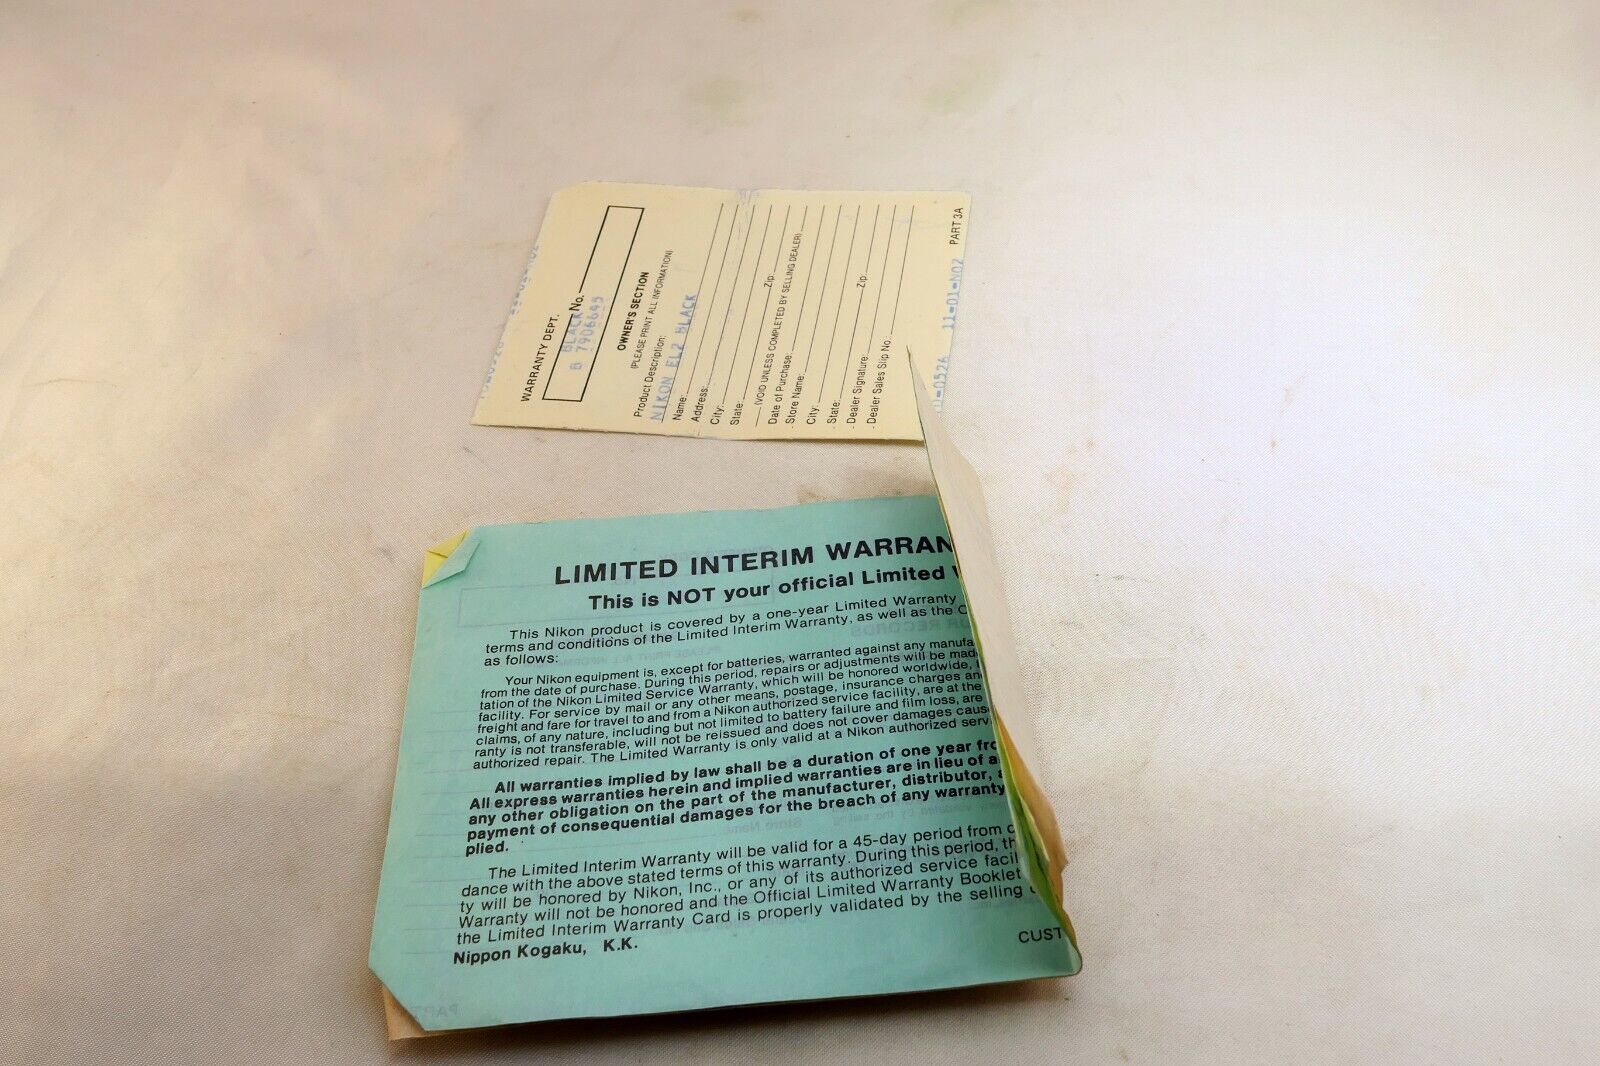 WARRANTY DEPT.
BLACK No.
B 7906645
OWNER'S SECTION
(PLEASE PRINT ALL INFORMATION)
Product Description:
NIKON EL2 BLACK
Name:
Address:
City:
State: Zip:
(VOID UNLESS COMPLETED BY SELLING DEALER)
Date of Purchase:
Store Name:
City:
State: Zip:
Dealer Signature:
Dealer Sales Slip No.
PART 3A
11-01-N02
LIMITED INTERIM WARRAN
This is NOT your official Limited
This Nikon product is covered by a one-year Limited Warranty
terms and conditions of the Limited Interim Warranty, as well as the
as follows:
Your Nikon equipment is, except for batteries, warranted against any manufa
from the date of purchase. During this period, repairs or adjustments will be mad
tation of the Nikon Limited Service Warranty, which will be honored worldwide,
facility. For service by mail or any other means, postage, insurance charges an
freight and fare for travel to and from a Nikon authorized service facility, are at the
claims, of any nature, including but not limited to battery failure and film loss, are
ranty is not transferable, will not be reissued and does not cover damages cause
authorized repair. The Limited Warranty is only valid at a Nikon authorized serv
All warranties implied by law shall be a duration of one year fro
All express warranties herein and implied warranties are in lieu of a
any other obligation on the part of the manufacturer, distributor,
payment of consequential damages for the breach of any warranty
plied.
The Limited Interim Warranty will be valid for a 45-day period from
dance with the above stated terms of this warranty. During this period, th
ty will be honored by Nikon, Inc., or any of its authorized service facil
Warranty will not be honored and the Official Limited Warranty Booklet
the Limited Interim Warranty Card is properly validated by the selling
Nippon Kogaku, K.K.
CUST